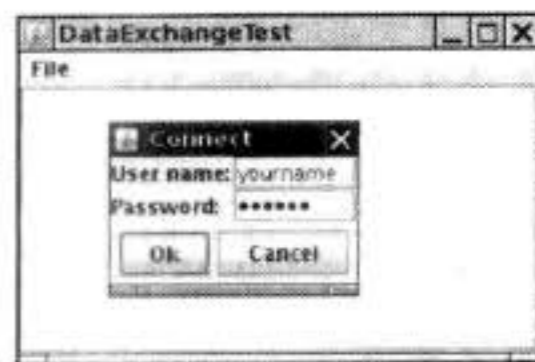 DataExchangeTest
File
Connect
User name: yourname
Password: ••••••
Ok Cancel